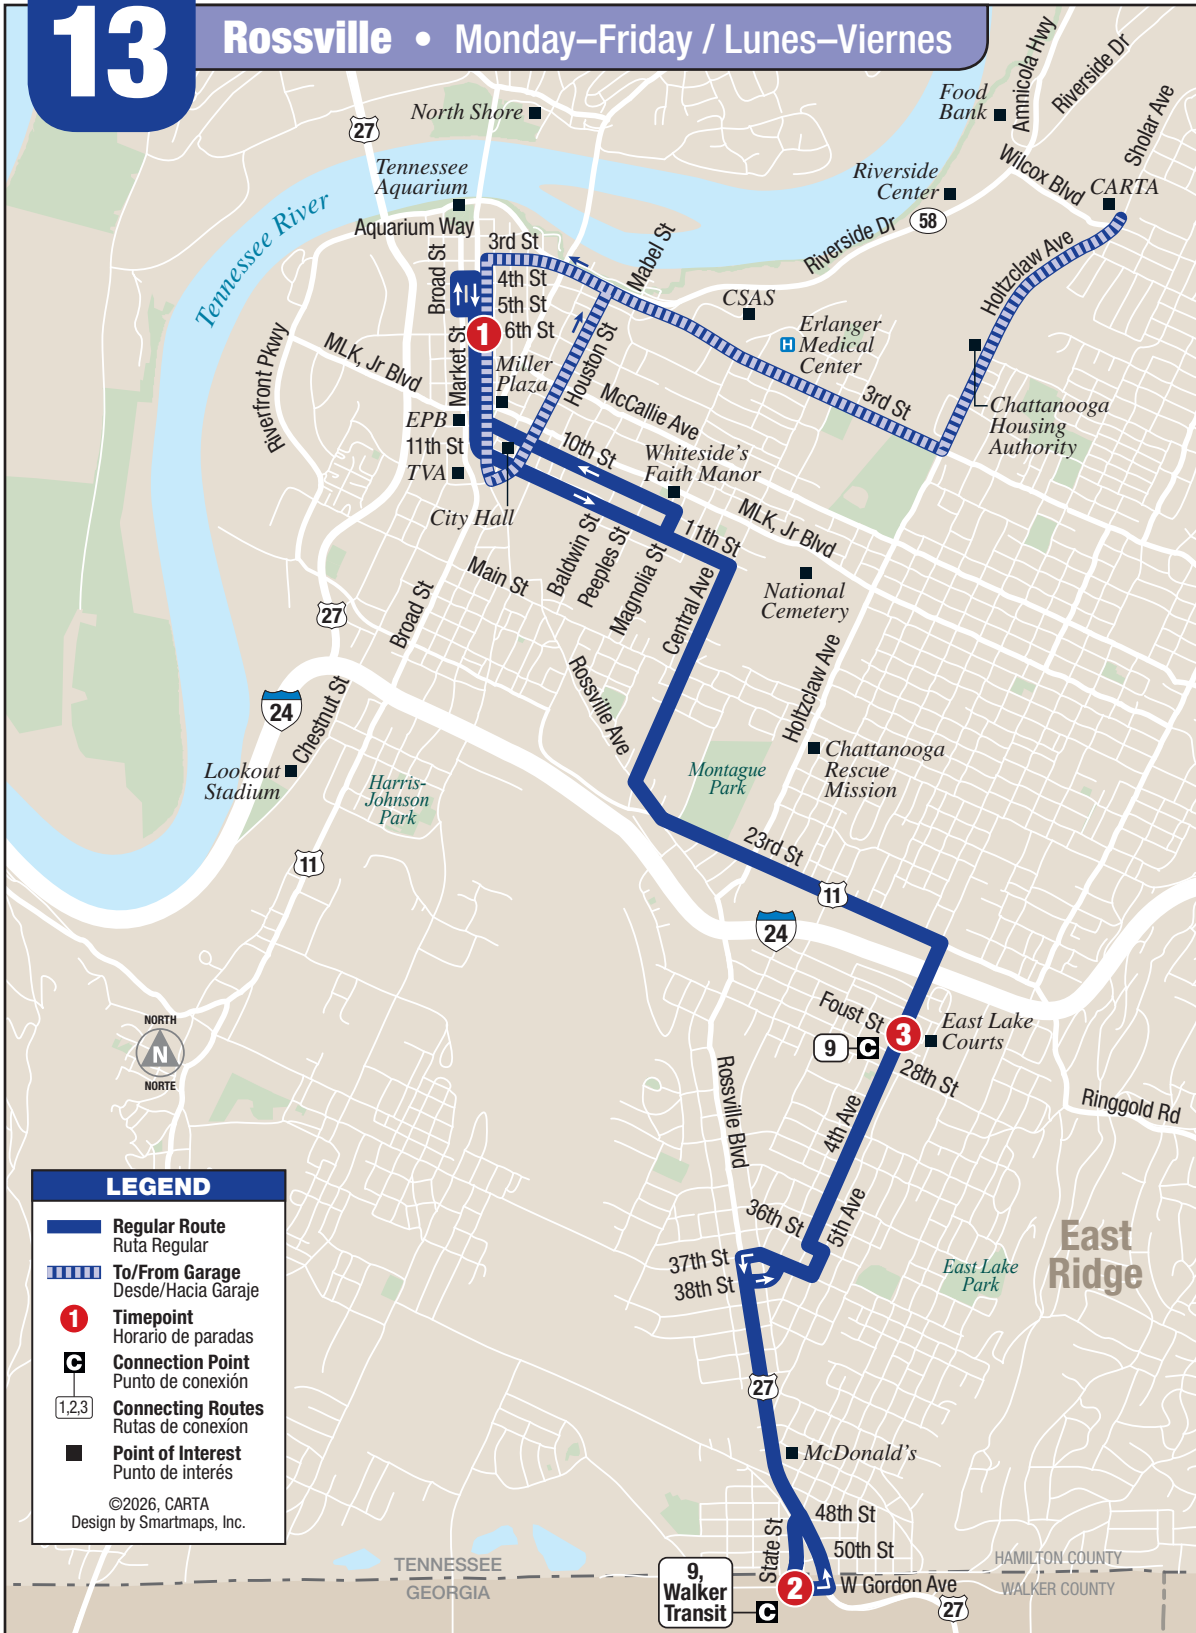 13
Rossville • Monday–Friday / Lunes–Viernes
Amnicola Hwy
Riverside Dr
Sholar Ave
Food
Bank
North Shore
27
Tennessee
Aquarium
Wilcox Blvd
CARTA
Riverside
Center
58
Riverside Dr
Tennessee River
Aquarium Way
3rd St
Mabel St
Holtzclaw Ave
Broad St
4th St
5th St
6th St
1
CSAS
H
Erlanger
Medical
Center
Riverfront Pkwy
MLK, Jr Blvd
Market St
Miller
Plaza
Houston St
McCallie Ave
3rd St
Chattanooga
Housing
Authority
EPB
11th St
TVA
10th St
Whiteside's
Faith Manor
City Hall
MLK, Jr Blvd
11th St
Main St
Baldwin St
Peeples St
Magnolia St
Central Ave
National
Cemetery
27
Broad St
Holtzclaw Ave
Rossville Ave
24
Chestnut St
Lookout
Stadium
Harris-
Johnson
Park
Montague
Park
Chattanooga
Rescue
Mission
23rd St
11
11
24
Foust St
3
East Lake
Courts
9
C
28th St
NORTH
N
NORTE
Rossville Blvd
4th Ave
Ringgold Rd
36th St
5th Ave
37th St
38th St
East Lake
Park
East
Ridge
LEGEND
Regular Route
Ruta Regular
To/From Garage
Desde/Hacia Garaje
1
Timepoint
Horario de paradas
C
Connection Point
Punto de conexión
1,2,3
Connecting Routes
Rutas de conexíon
Point of Interest
Punto de interés
©2026, CARTA
Design by Smartmaps, Inc.
27
McDonald's
48th St
State St
50th St
TENNESSEE
GEORGIA
HAMILTON COUNTY
WALKER COUNTY
9,
Walker
Transit
C
2
W Gordon Ave
27